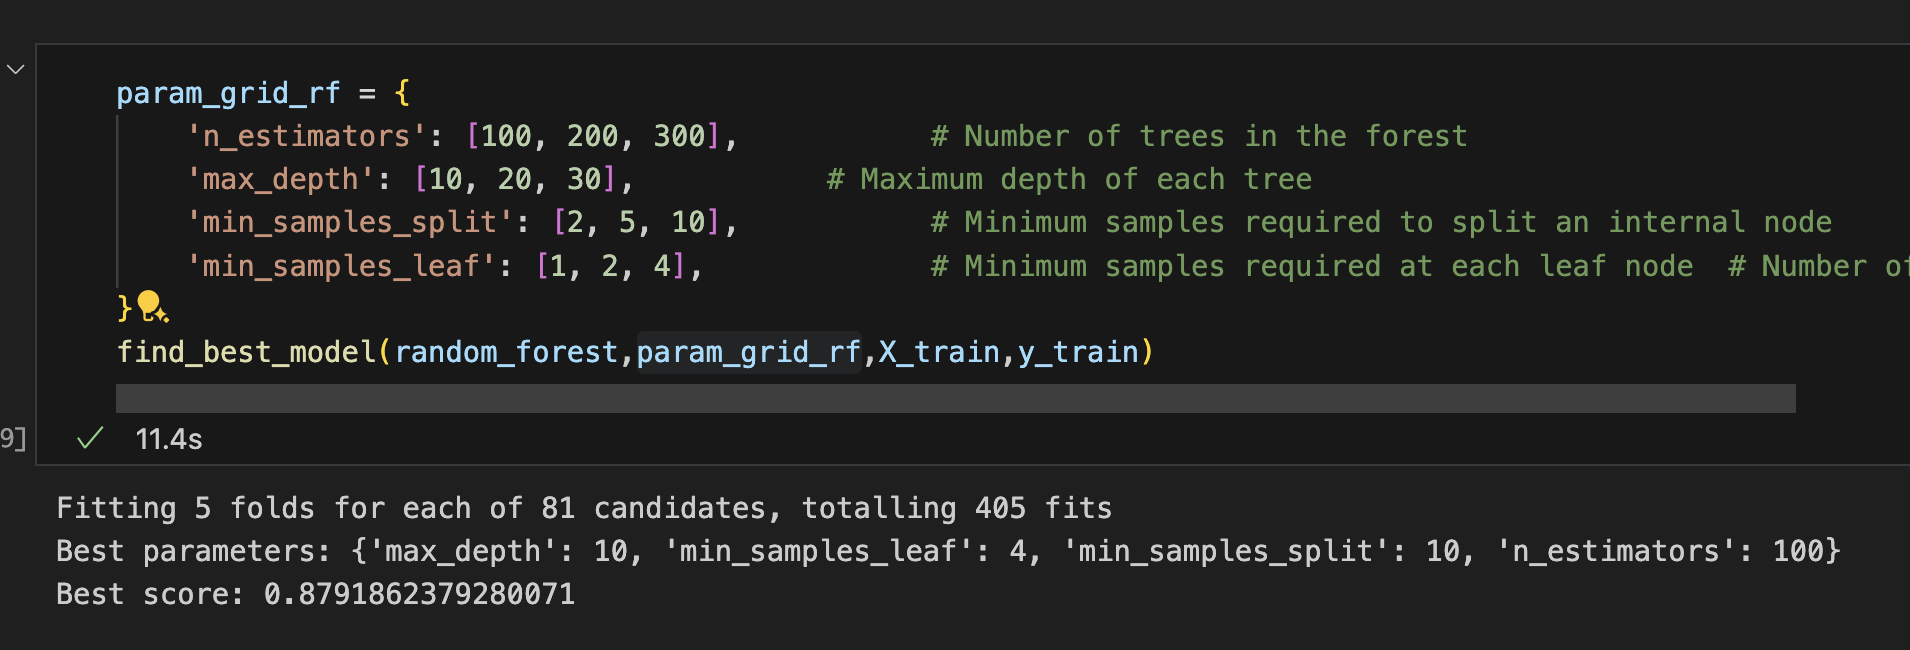 param_grid_rf = {
'n_estimators': [100, 200, 300], # Number of trees in the forest
'max_depth': [10, 20, 30], # Maximum depth of each tree
'min_samples_split': [2, 5, 10], # Minimum samples required to split an internal node
'min_samples_leaf': [1, 2, 4], # Minimum samples required at each leaf node # Number of
}
find_best_model(random_forest,param_grid_rf,X_train,y_train)
9] 11.4s
Fitting 5 folds for each of 81 candidates, totalling 405 fits
Best parameters: {'max_depth': 10, 'min_samples_leaf': 4, 'min_samples_split': 10, 'n_estimators': 100}
Best score: 0.8791862379280071